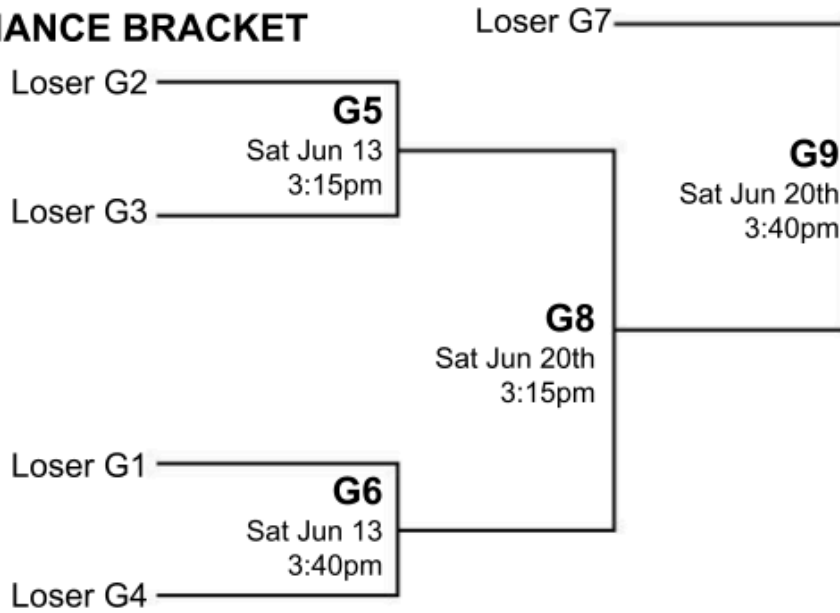 BRACKET
Loser G7
Loser G2
G5
Sat Jun 13
3:15pm
Loser G3
G9
Sat Jun 20th
3:40pm
G8
Sat Jun 20th
3:15pm
Loser G1
G6
Sat Jun 13
3:40pm
Loser G4